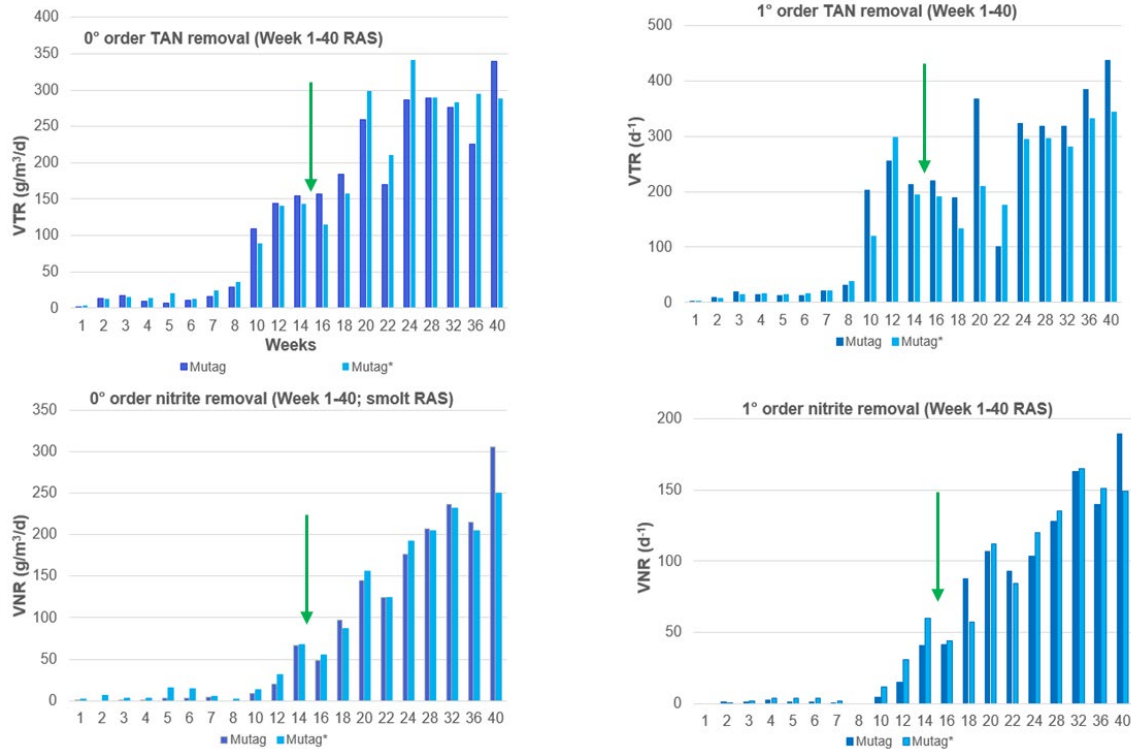 0° order TAN removal (Week 1-40 RAS)
VTR (g/m³/d)
400
350
300
250
200
150
100
50
0
1 2 3 4 5 6 7 8 10 12 14 16 18 20 22 24 28 32 36 40
Weeks
Mutag Mutag*
1° order TAN removal (Week 1-40)
VTR (d⁻¹)
500
400
300
200
100
0
1 2 3 4 5 6 7 8 10 12 14 16 18 20 22 24 28 32 36 40
Mutag Mutag*
0° order nitrite removal (Week 1-40; smolt RAS)
VNR (g/m³/d)
350
300
250
200
150
100
50
0
1 2 3 4 5 6 7 8 10 12 14 16 18 20 22 24 28 32 36 40
Mutag Mutag*
1° order nitrite removal (Week 1-40 RAS)
VNR (d⁻¹)
200
150
100
50
0
1 2 3 4 5 6 7 8 10 12 14 16 18 20 22 24 28 32 36 40
Mutag Mutag*